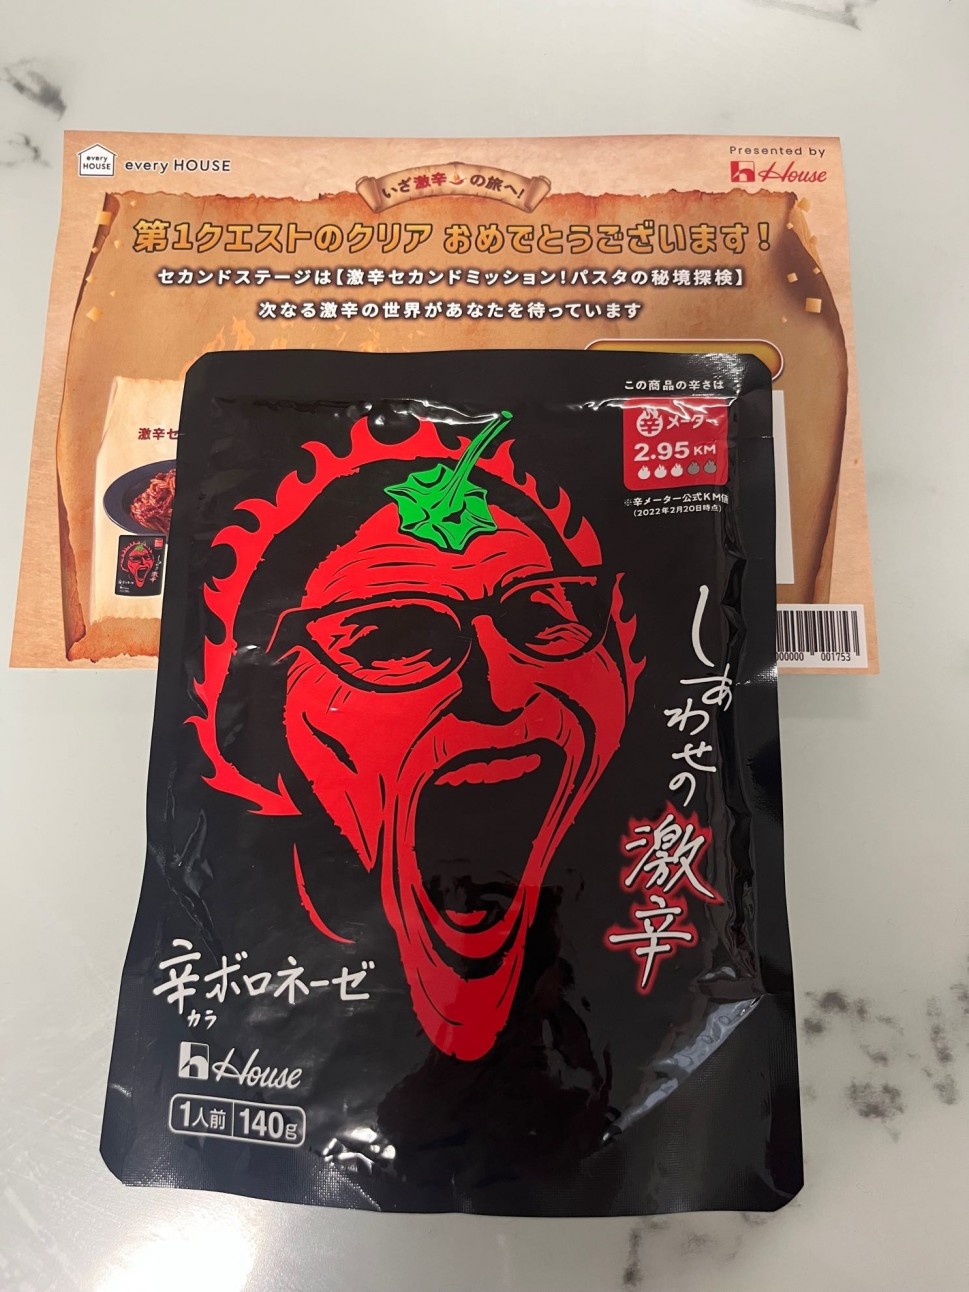 every HOUSE
every HOUSE
Presented by
House
いざ激辛の旅へ!
第1クエストのクリア おめでとうございます!
セカンドステージは【激辛セカンドミッション!パスタの秘境探検】
次なる激辛の世界があなたを待っています
激辛セ
この商品の辛さは
辛メーター
2.95 KM
※辛メーター公式KM値
(2022年2月20日時点)
しあわせの
激辛
辛ボロネーゼ
カラ
House
1人前 140g
00000 001753